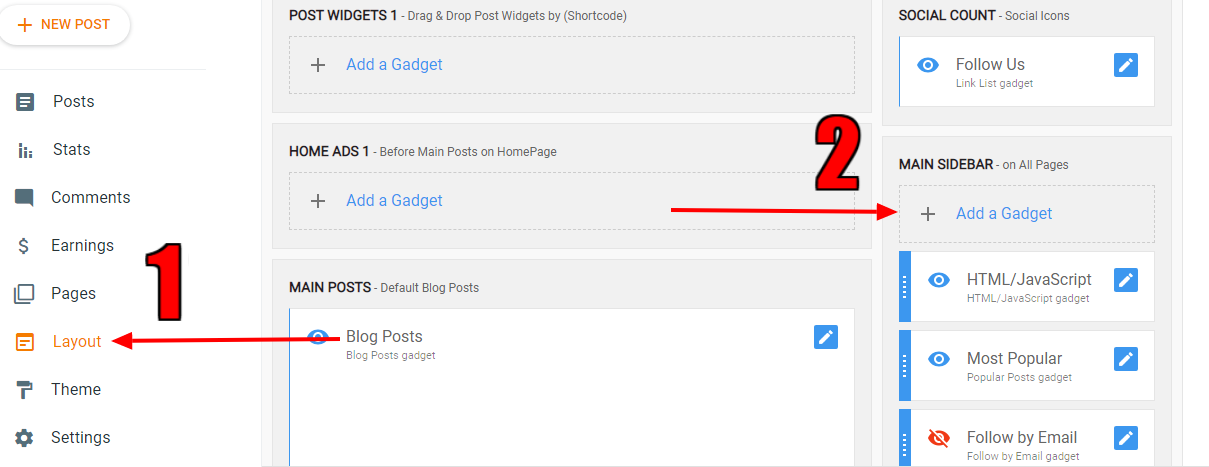 + NEW POST
Posts
Stats
Comments
$ Earnings
Pages
Layout
Theme
Settings
1
POST WIDGETS 1 - Drag & Drop Post Widgets by (Shortcode)
+ Add a Gadget
HOME ADS 1 - Before Main Posts on HomePage
+ Add a Gadget
MAIN POSTS - Default Blog Posts
Blog Posts
Blog Posts gadget
2
SOCIAL COUNT - Social Icons
Follow Us
Link List gadget
MAIN SIDEBAR - on All Pages
+ Add a Gadget
HTML/JavaScript
HTML/JavaScript gadget
Most Popular
Popular Posts gadget
Follow by Email
Follow by Email gadget